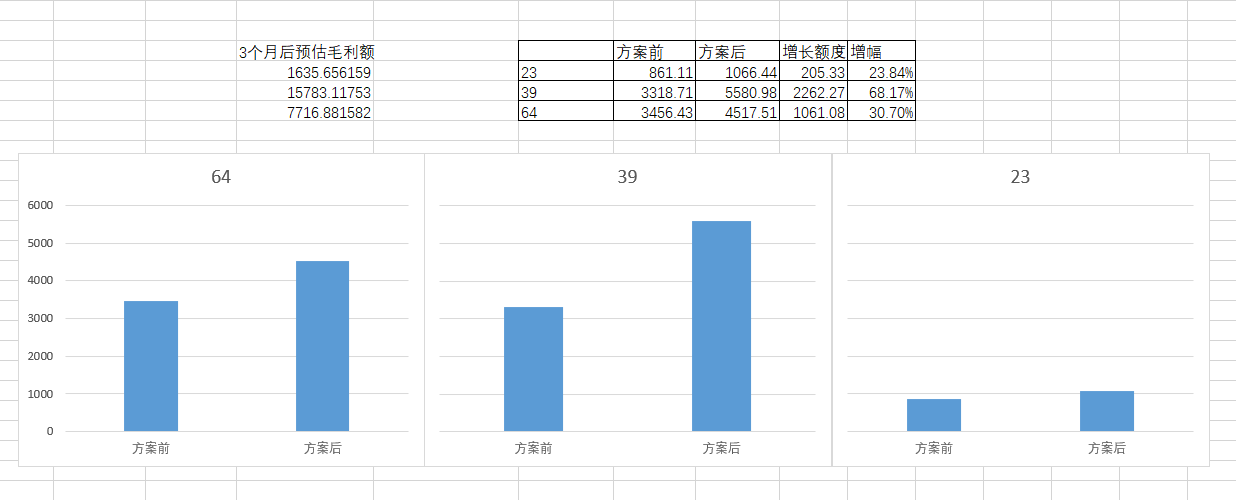 3个月后预估毛利额 方案前 方案后 增长额度 增幅
1635.656159 23 861.11 1066.44 205.33 23.84%
15783.11753 39 3318.71 5580.98 2262.27 68.17%
7716.881582 64 3456.43 4517.51 1061.08 30.70%
64 39 23
6000
5000
4000
3000
2000
1000
0
方案前 方案后 方案前 方案后 方案前 方案后